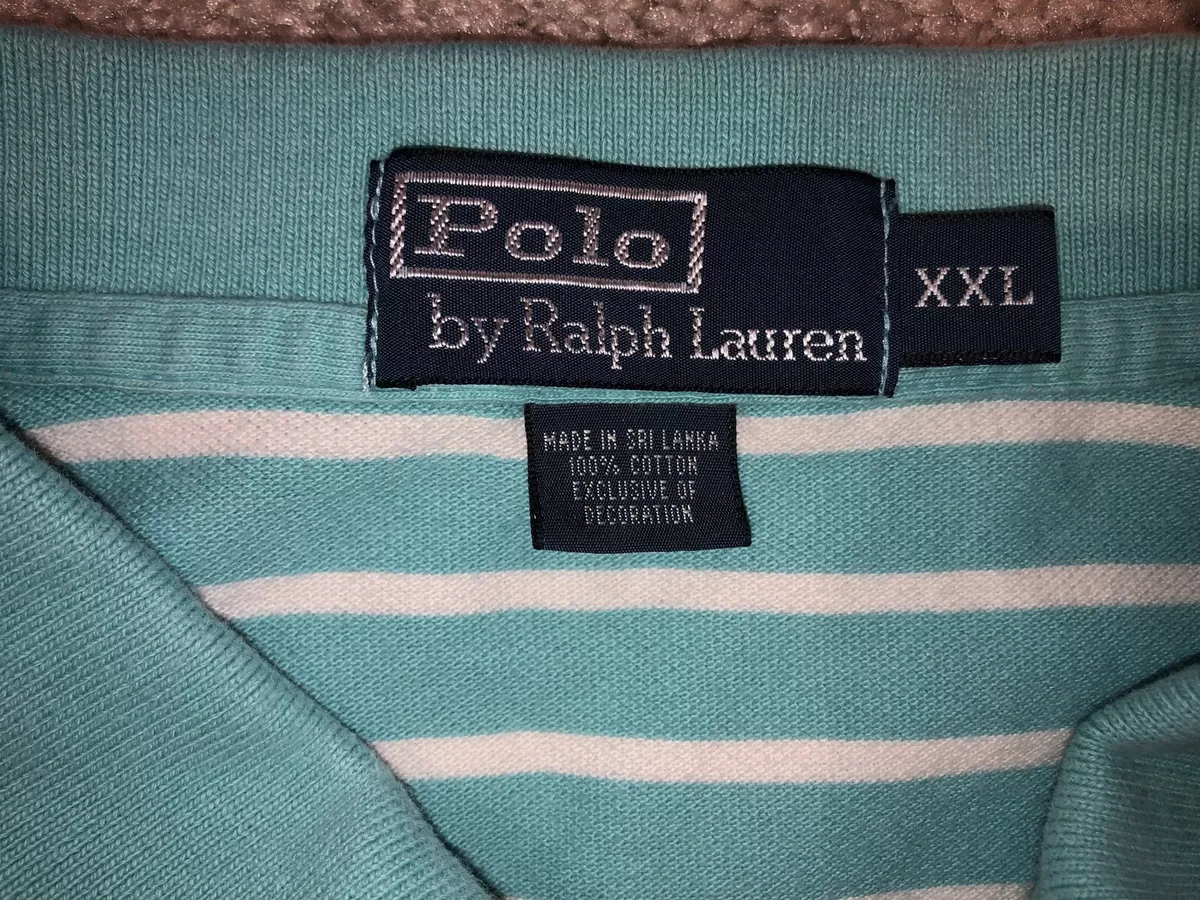 Polo
by Ralph Lauren
XXL
MADE IN SRI LANKA
100% COTTON
EXCLUSIVE OF
DECORATION